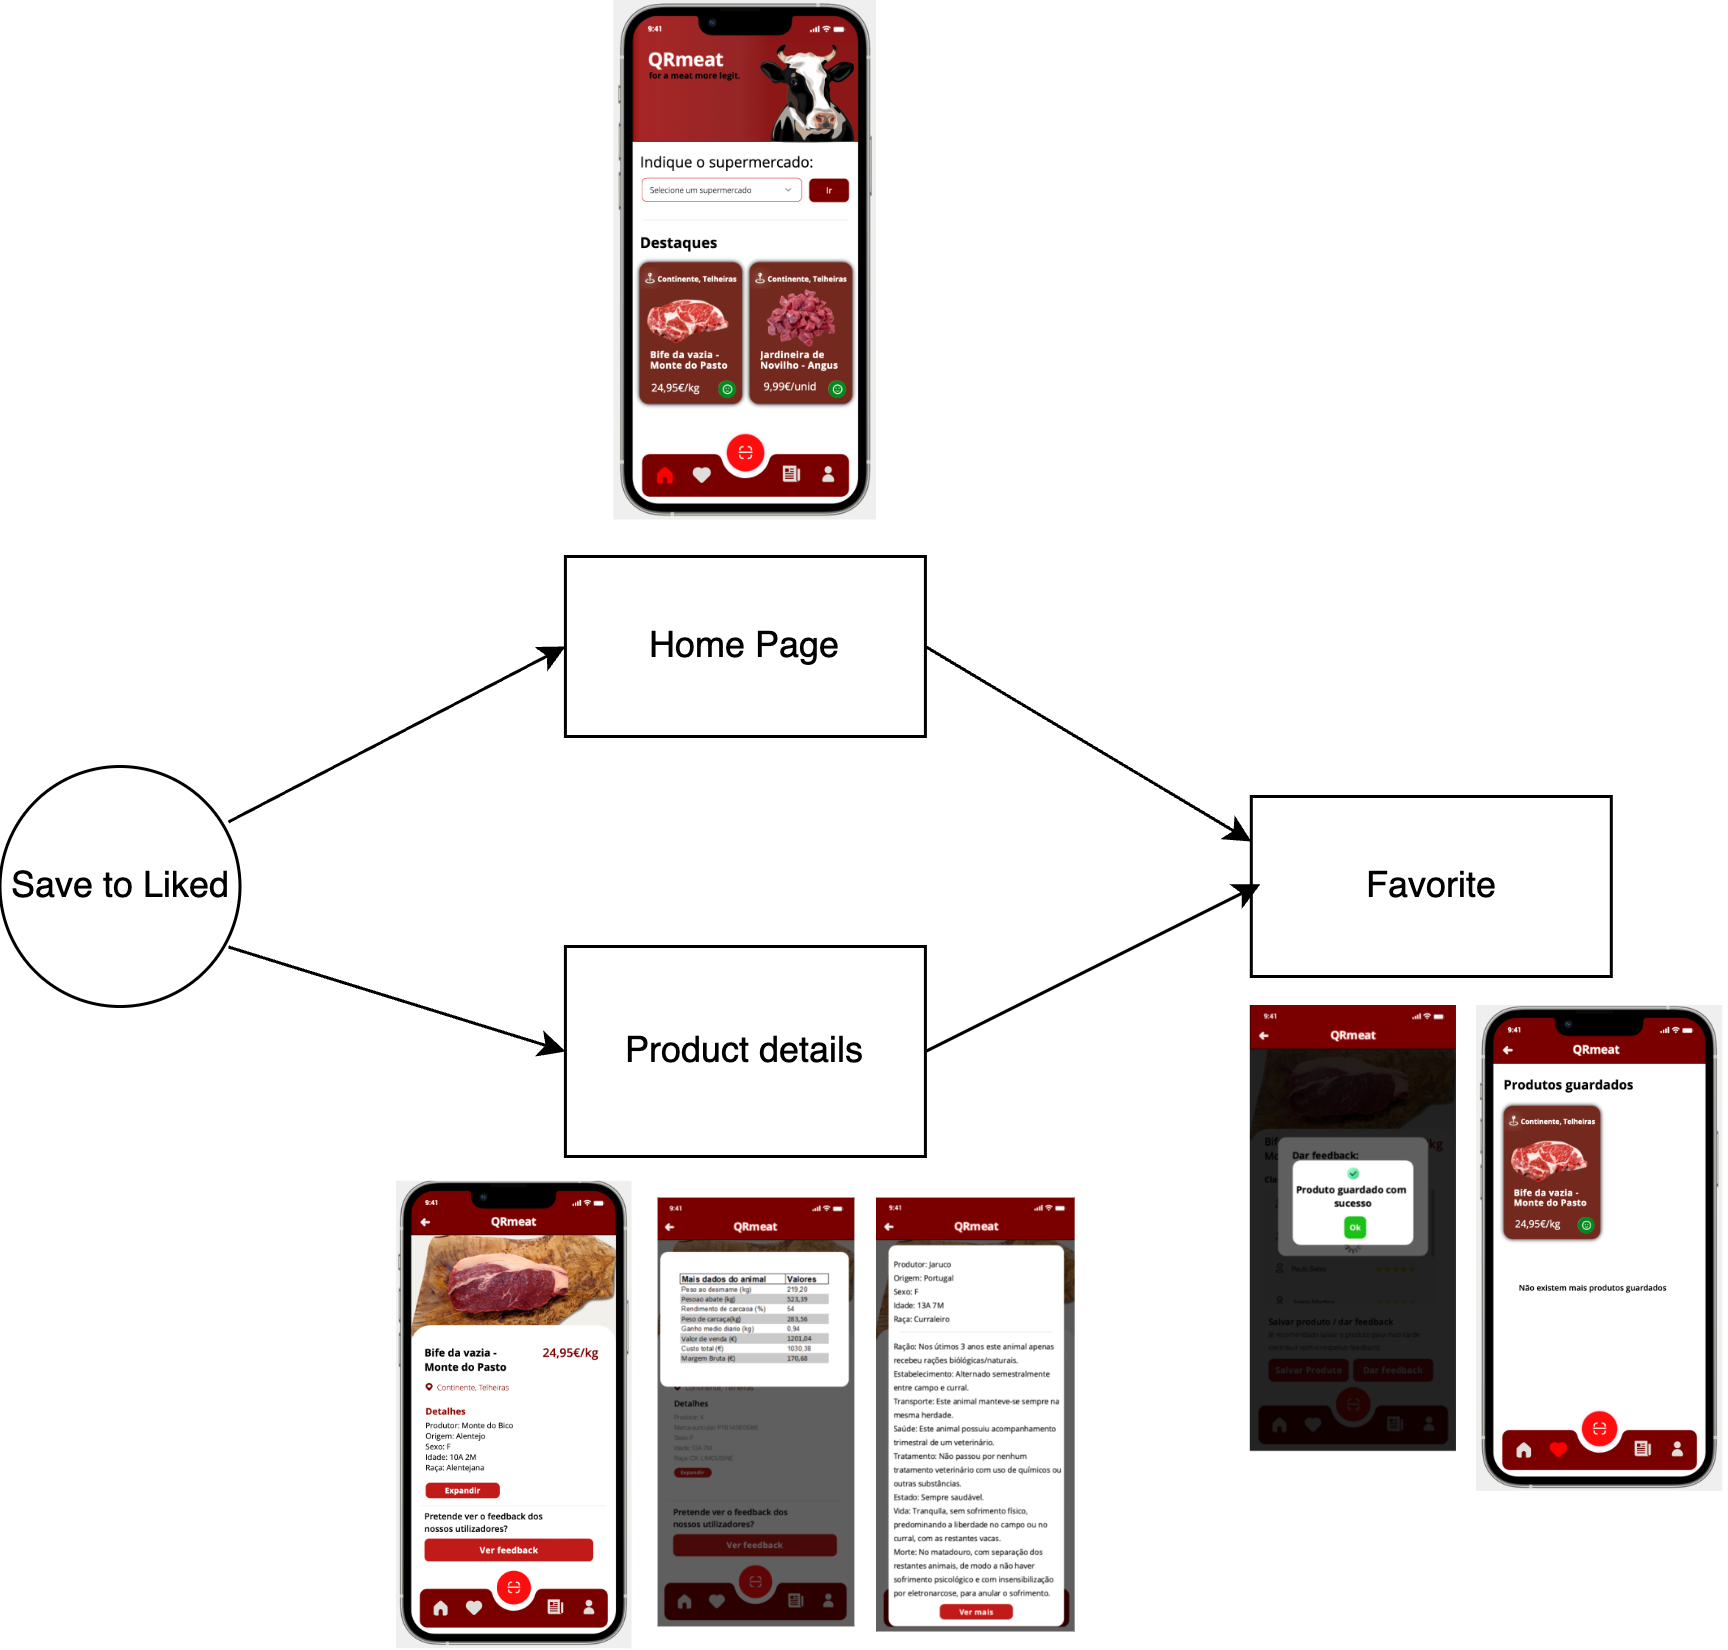 9:41
QRmeat
for a meat more legit.
Indique o supermercado:
Selecione um supermercado
Ir
Destaques
Continente, Telheiras
Bife da vazia -
Monte do Pasto
24,95€/kg
Continente, Telheiras
Jardineira de
Novilho - Angus
9,99€/unid
Home Page
Save to Liked
Favorite
Product details
9:41
QRmeat
Bife da vazia -
Monte do Pasto
24,95€/kg
Continente, Telheiras
Detalhes
Produtor: Monte do Bico
Origem: Alentejo
Sexo: F
Idade: 10A 2M
Raça: Alentejana
Expandir
Pretende ver o feedback dos
nossos utilizadores?
Ver feedback
9:41
QRmeat
Mais dados do animal Valores
Peso ao desmame (kg) 219,20
Pesoao abate (kg) 523,39
Rendimento de carcaoa (%) 54
Peso de carcaça(kg) 283,56
Ganho medio diario (kg) 0,94
Valor de venda (€) 1201,04
Custo total (€) 1030,38
Margem Bruta (€) 170,68
Continente, Telheiras
Detalhes
Sexo: F
Idade: 13A 7M
Expandir
Pretende ver o feedback dos
nossos utilizadores?
Ver feedback
9:41
QRmeat
Produtor: Jaruco
Origem: Portugal
Sexo: F
Idade: 13A 7M
Raça: Curraleiro
Ração: Nos útimos 3 anos este animal apenas
recebeu rações biólógicas/naturais.
Estabelecimento: Alternado semestralmente
entre campo e curral.
Transporte: Este animal manteve-se sempre na
mesma herdade.
Saúde: Este animal possuiu acompanhamento
trimestral de um veterinário.
Tratamento: Não passou por nenhum
tratamento veterinário com uso de químicos ou
outras substâncias.
Estado: Sempre saudável.
Vida: Tranquila, sem sofrimento físico,
predominando a liberdade no campo ou no
curral, com as restantes vacas.
Morte: No matadouro, com separação dos
restantes animais, de modo a não haver
sofrimento psicológico e com insensibilização
por eletronarcose, para anular o sofrimento.
Ver mais
9:41
QRmeat
Dar feedback:
Produto guardado com
sucesso
Ok
Salvar produto / dar feedback
Salvar Produto
Dar feedback
9:41
QRmeat
Produtos guardados
Continente, Telheiras
Bife da vazia -
Monte do Pasto
24,95€/kg
Não existem mais produtos guardados